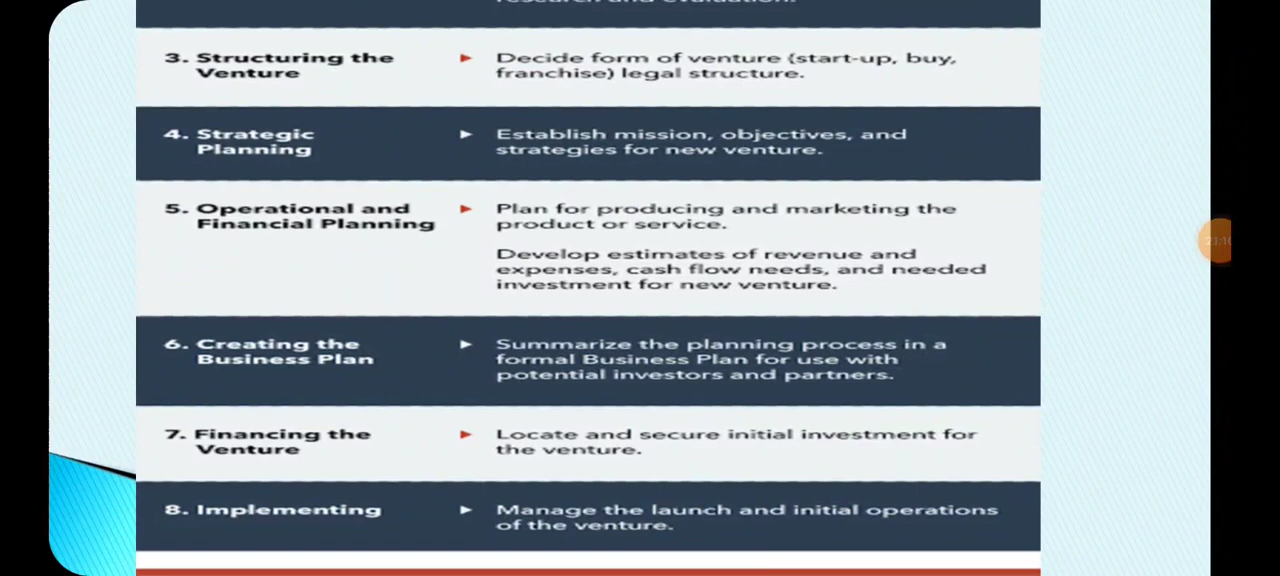 research and evaluation.
3. Structuring the
Venture
► Decide form of venture (start-up, buy,
franchise) legal structure.
4. Strategic
Planning
► Establish mission, objectives, and
strategies for new venture.
5. Operational and
Financial Planning
► Plan for producing and marketing the
product or service.
Develop estimates of revenue and
expenses, cash flow needs, and needed
investment for new venture.
6. Creating the
Business Plan
► Summarize the planning process in a
formal Business Plan for use with
potential investors and partners.
7. Financing the
Venture
► Locate and secure initial investment for
the venture.
8. Implementing
► Manage the launch and initial operations
of the venture.